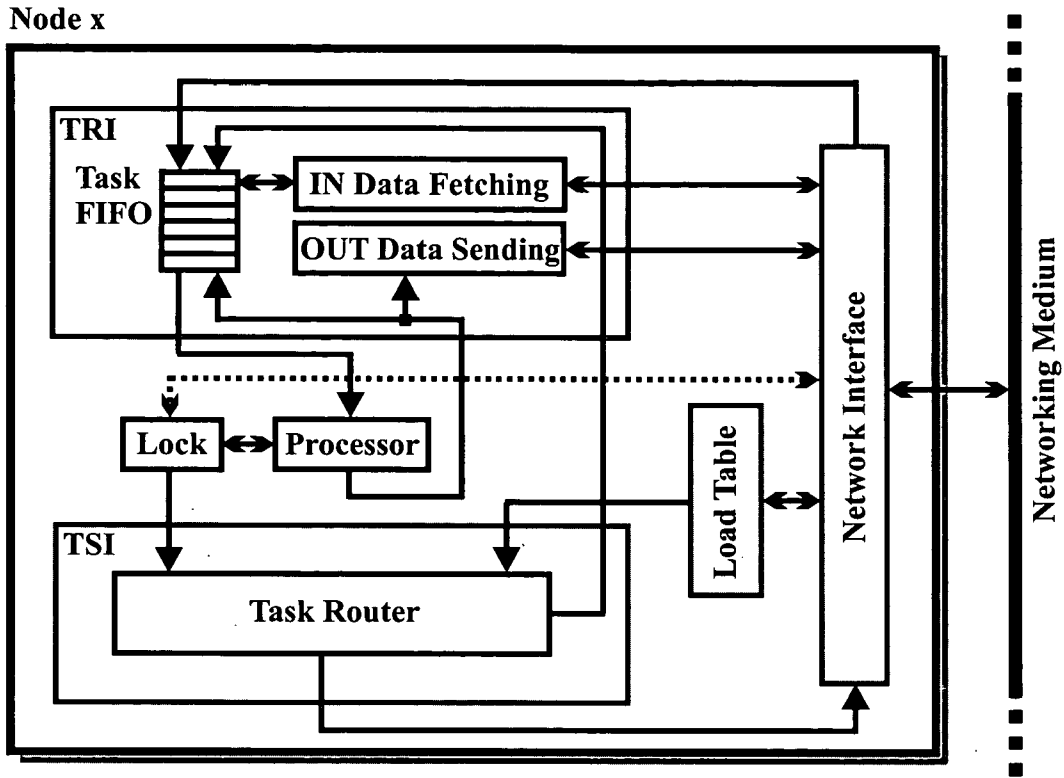 Node x
TRI
Task
FIFO
IN Data Fetching
OUT Data Sending
Lock
Processor
Load Table
Network Interface
Networking Medium
TSI
Task Router